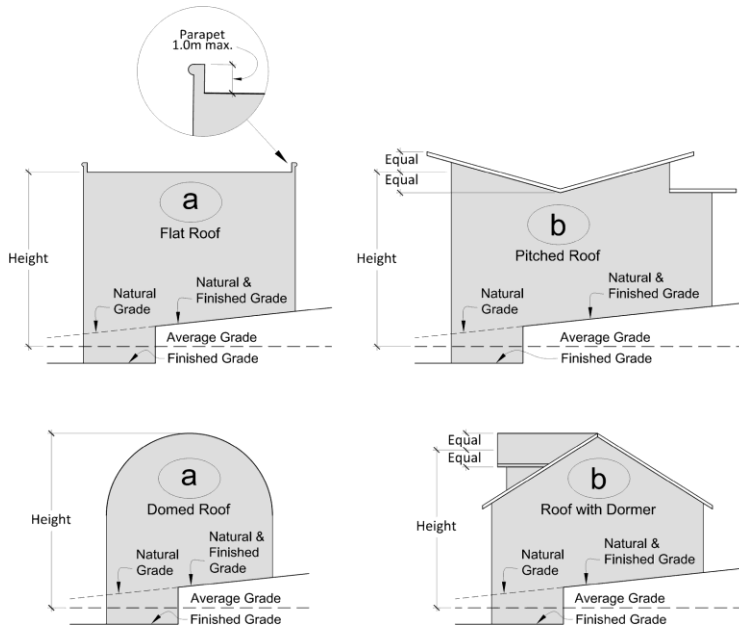 Parapet
1.0m max.
a
Flat Roof
Height
Natural
Grade
Natural &
Finished Grade
Average Grade
Finished Grade
Equal
Equal
b
Pitched Roof
Height
Natural
Grade
Natural &
Finished Grade
Average Grade
Finished Grade
a
Domed Roof
Height
Natural
Grade
Natural &
Finished
Grade
Average Grade
Finished Grade
Equal
Equal
b
Roof with Dormer
Height
Natural
Grade
Natural &
Finished Grade
Average Grade
Finished Grade